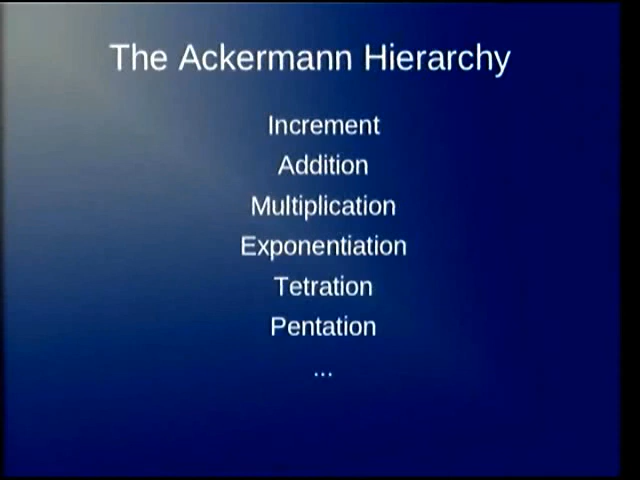 The Ackermann Hierarchy
Increment
Addition
Multiplication
Exponentiation
Tetration
Pentation
...